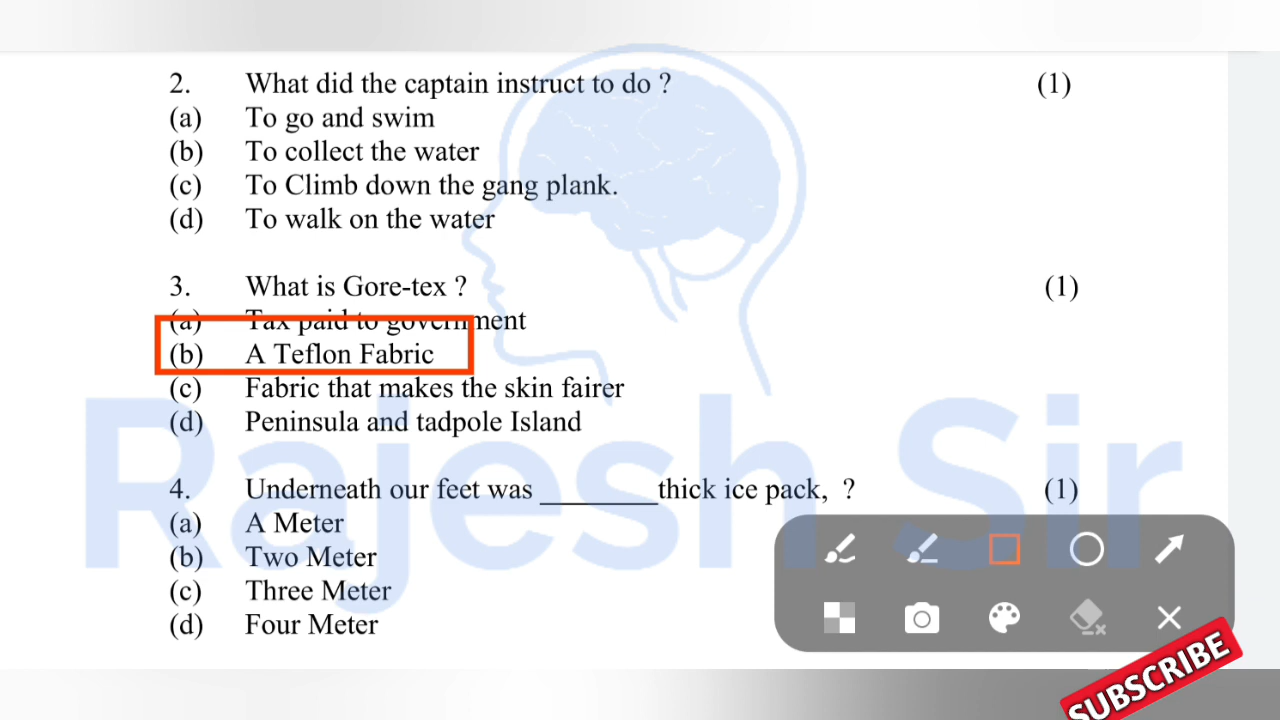 2. What did the captain instruct to do ? (1)
(a) To go and swim
(b) To collect the water
(c) To Climb down the gang plank.
(d) To walk on the water
3. What is Gore-tex ? (1)
(a) Tax paid to government
(b) A Teflon Fabric
(c) Fabric that makes the skin fairer
(d) Peninsula and tadpole Island
Rajesh Sir
4. Underneath our feet was ________ thick ice pack, ? (1)
(a) A Meter
(b) Two Meter
(c) Three Meter
(d) Four Meter
SUBSCRIBE